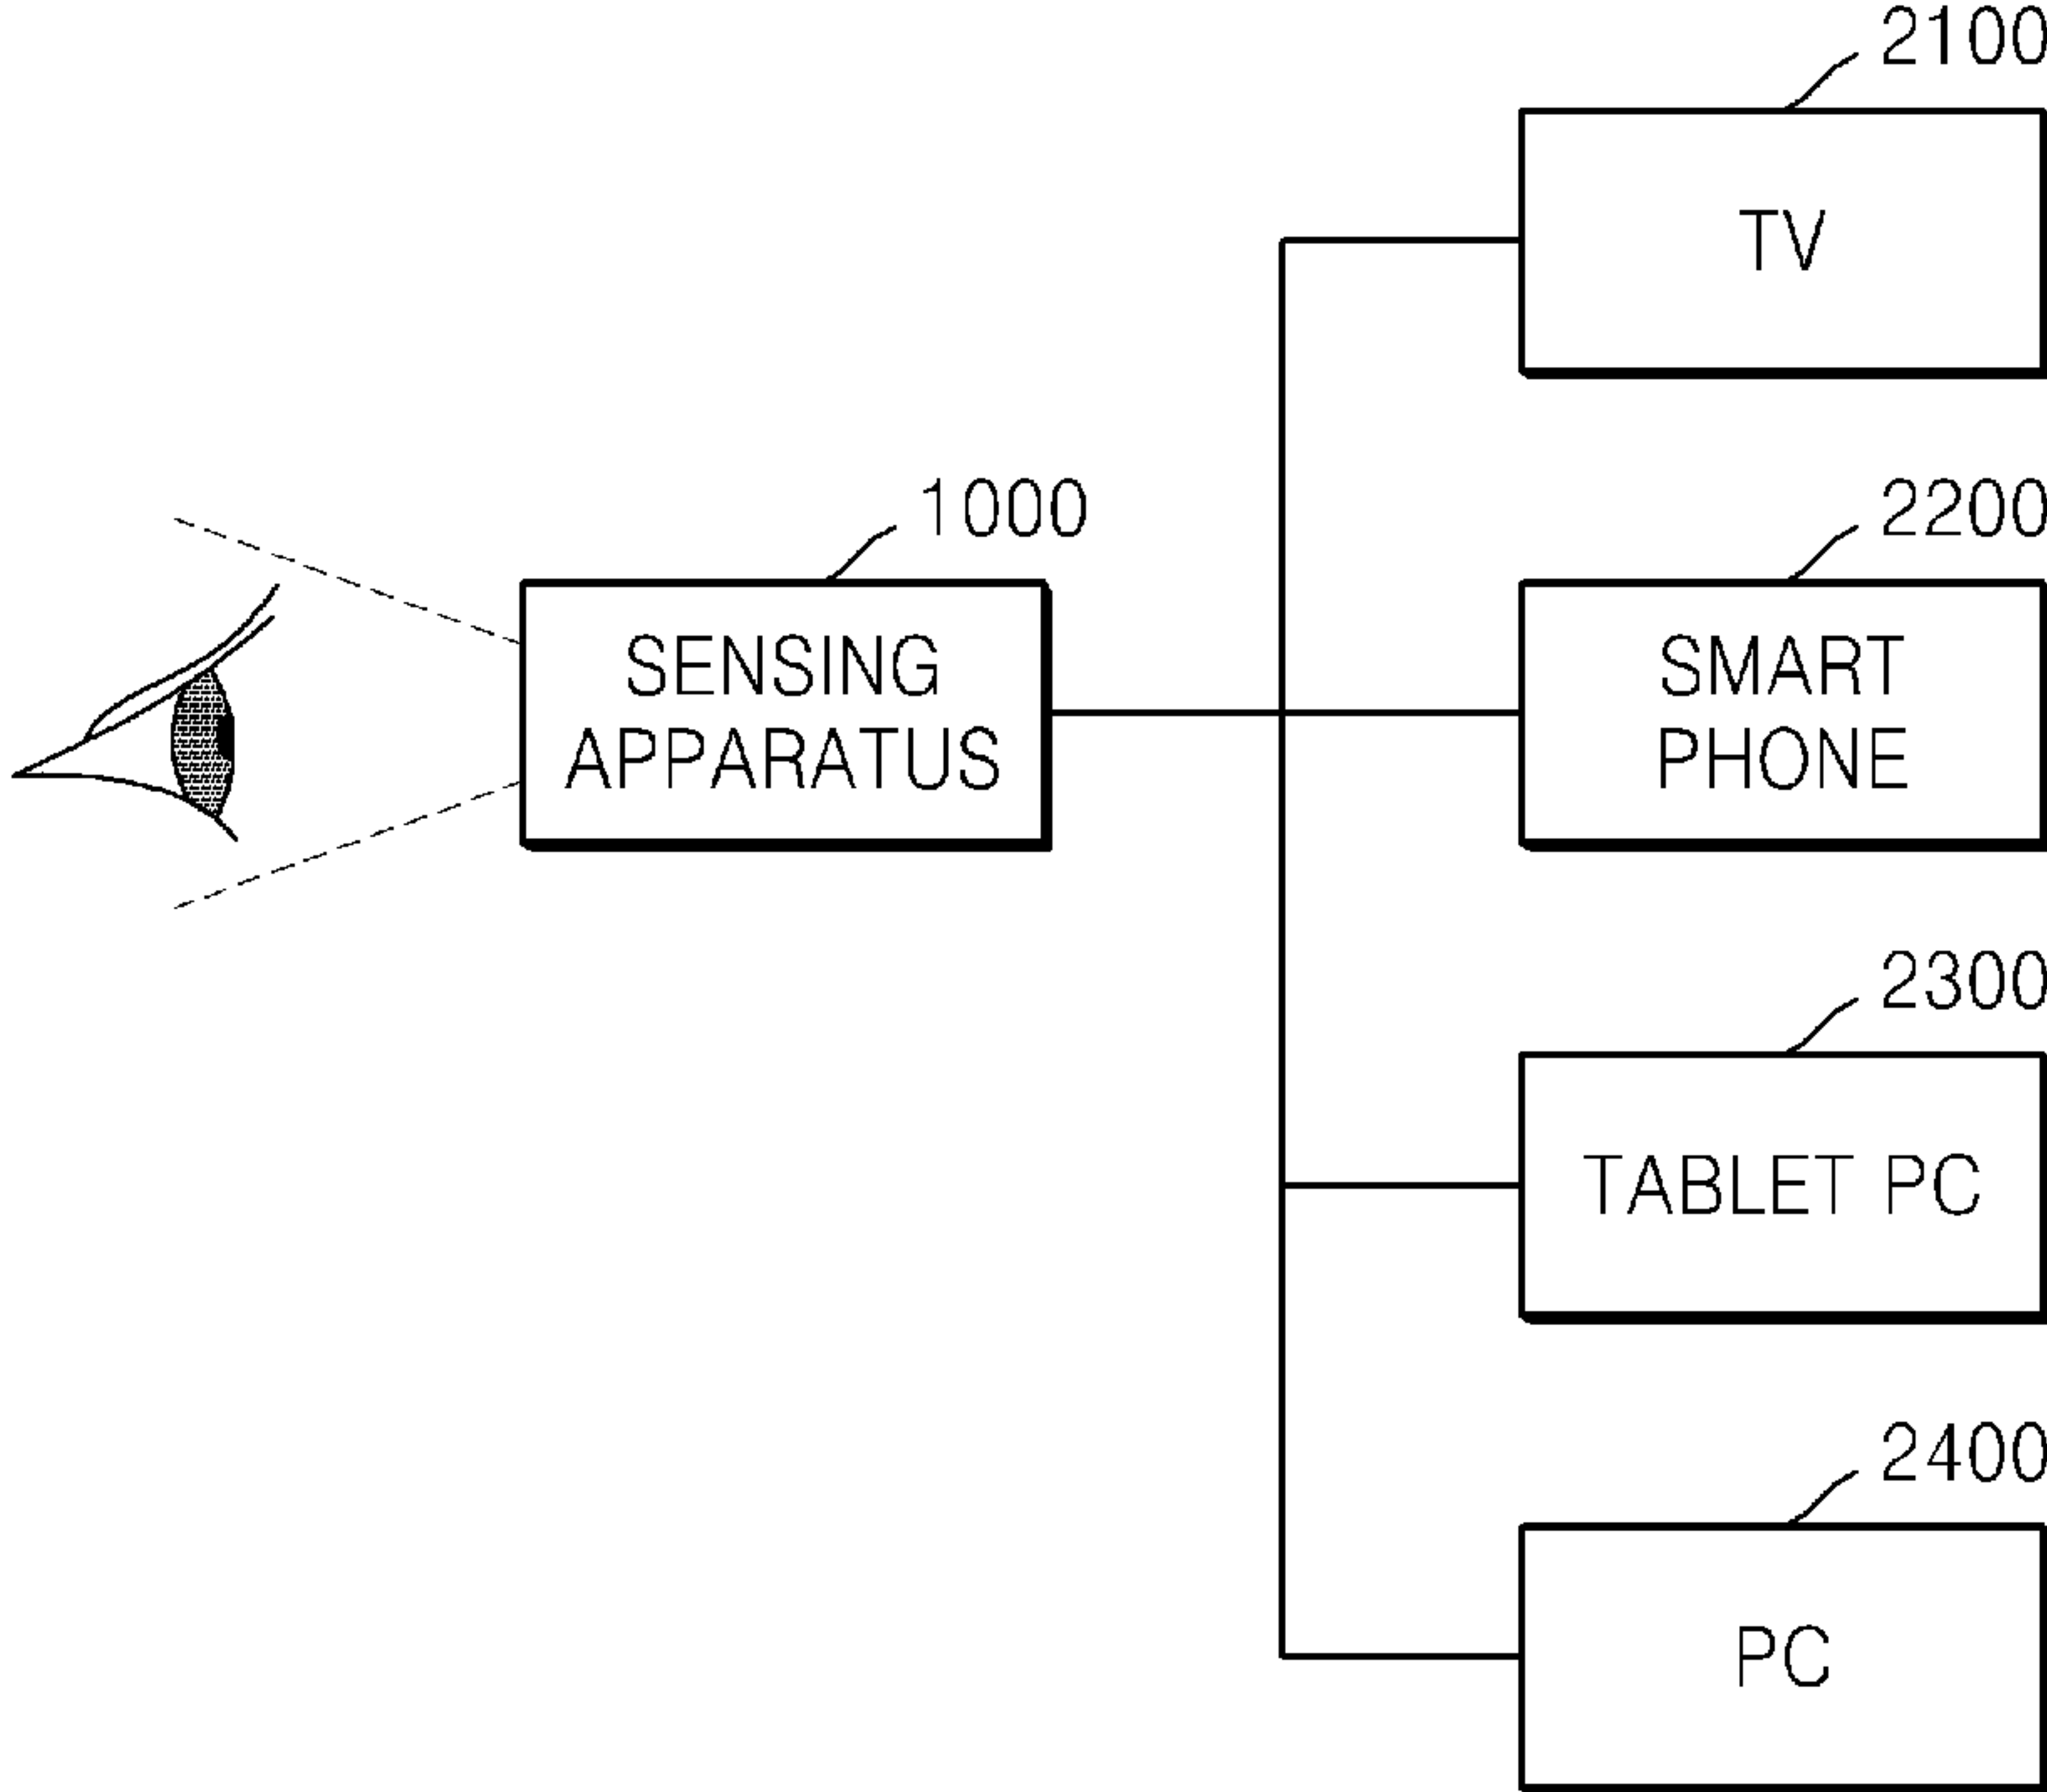 2100
TV
1000
SENSING
APPARATUS
2200
SMART
PHONE
2300
TABLET PC
2400
PC